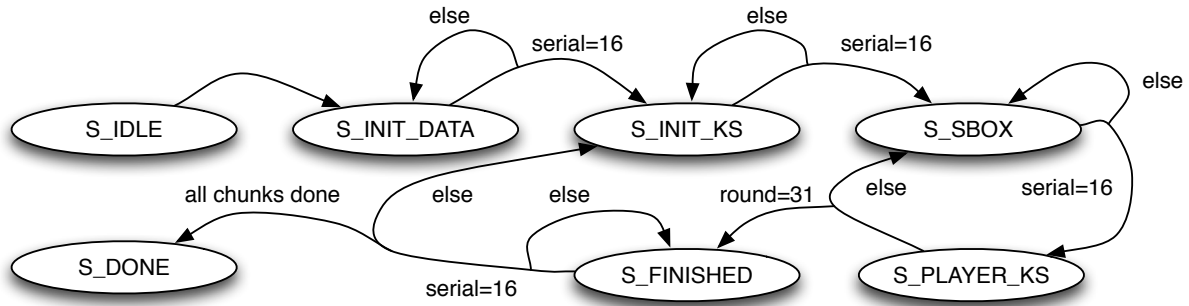 else
else
serial=16
serial=16
else
S_IDLE
S_INIT_DATA
S_INIT_KS
S_SBOX
all chunks done
else
else
round=31
else
serial=16
S_DONE
S_FINISHED
S_PLAYER_KS
serial=16